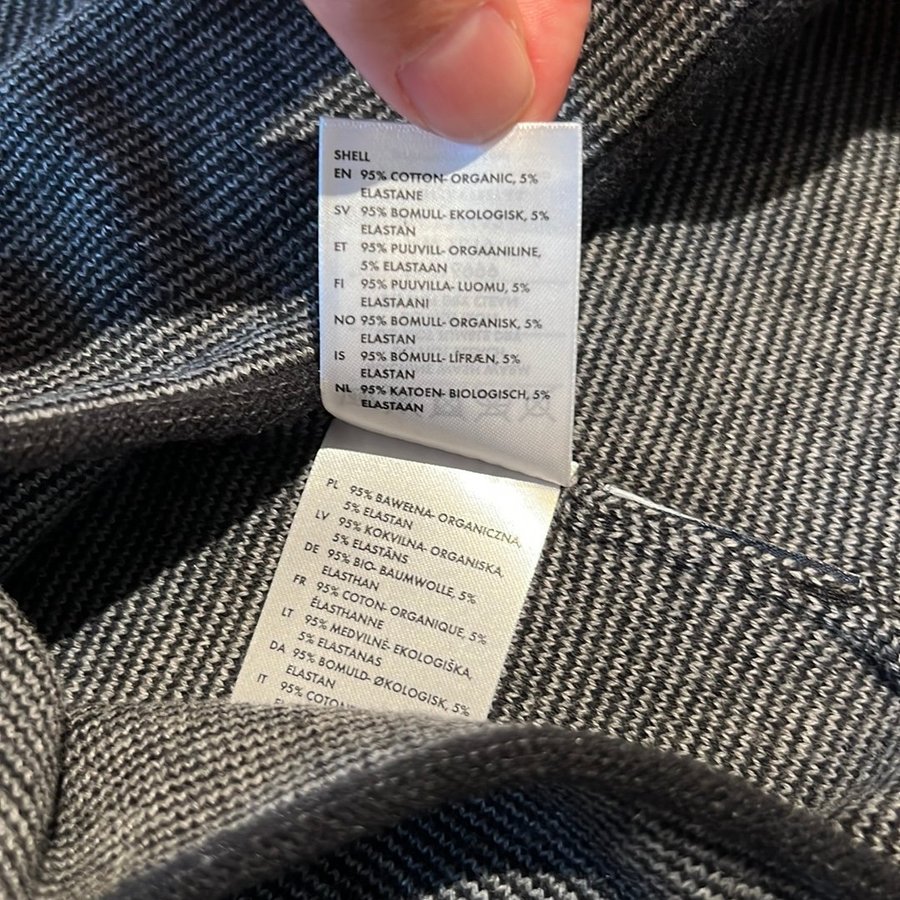 SHELL
EN 95% COTTON- ORGANIC, 5%
ELASTANE
SV 95% BOMULL- EKOLOGISK, 5%
ELASTAN
ET 95% PUUVILL- ORGAANILINE,
5% ELASTAAN
FI 95% PUUVILLA- LUOMU, 5%
ELASTAANI
NO 95% BOMULL- ORGANISK, 5%
ELASTAN
IS 95% BÓMULL- LÍFRÆN, 5%
ELASTAN
NL 95% KATOEN- BIOLOGISCH, 5%
ELASTAAN
PL 95% BAWEŁNA- ORGANICZNA,
5% ELASTAN
LV 95% KOKVILNA- ORGANISKA,
5% ELASTĀNS
DE 95% BIO- BAUMWOLLE, 5%
ELASTHAN
FR 95% COTON- ORGANIQUE, 5%
ÉLASTHANNE
LT 95% MEDVILNĖ- EKOLOGIŠKA,
5% ELASTANAS
DA 95% BOMULD- ØKOLOGISK, 5%
ELASTAN
IT 95%